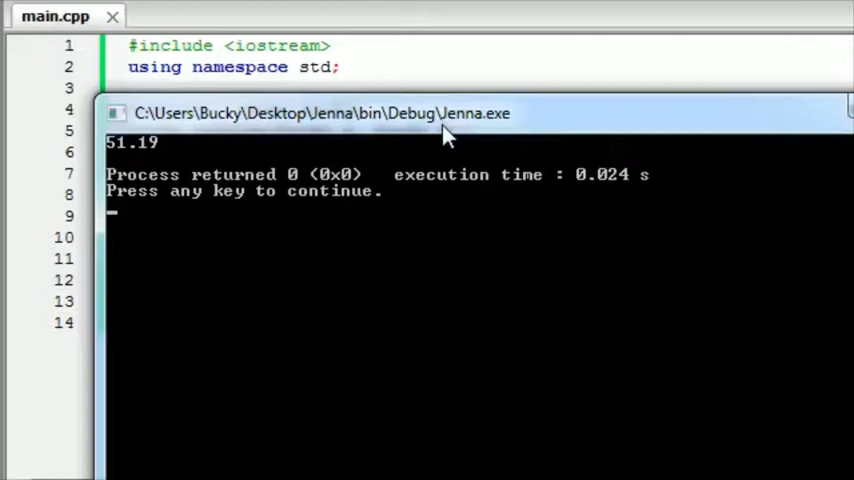 main.cpp
1 #include <iostream>
2 using namespace std;
3
4
C:\Users\Bucky\Desktop\Jenna\bin\Debug\Jenna.exe
5
51.19
6
7 Process returned 0 (0x0) execution time : 0.024 s
8 Press any key to continue.
9
10
11
12
13
14